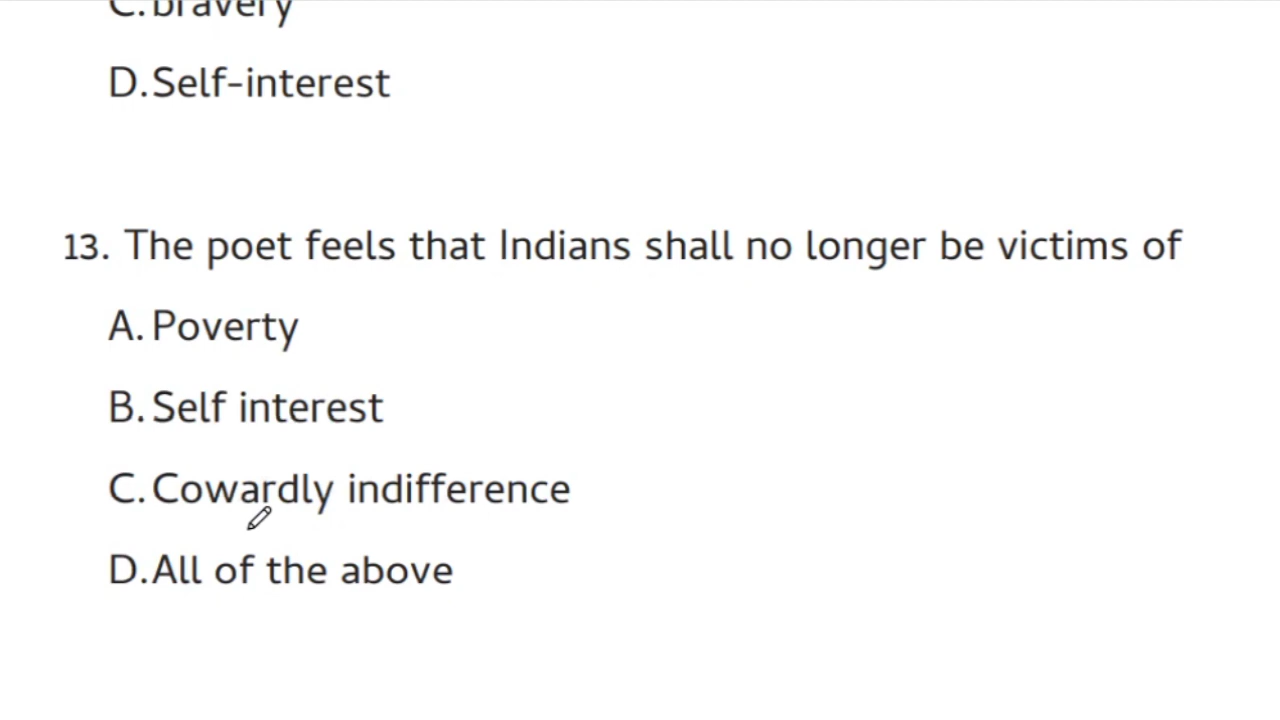 C. bravery
D. Self-interest
13. The poet feels that Indians shall no longer be victims of
A. Poverty
B. Self interest
C. Cowardly indifference
D. All of the above